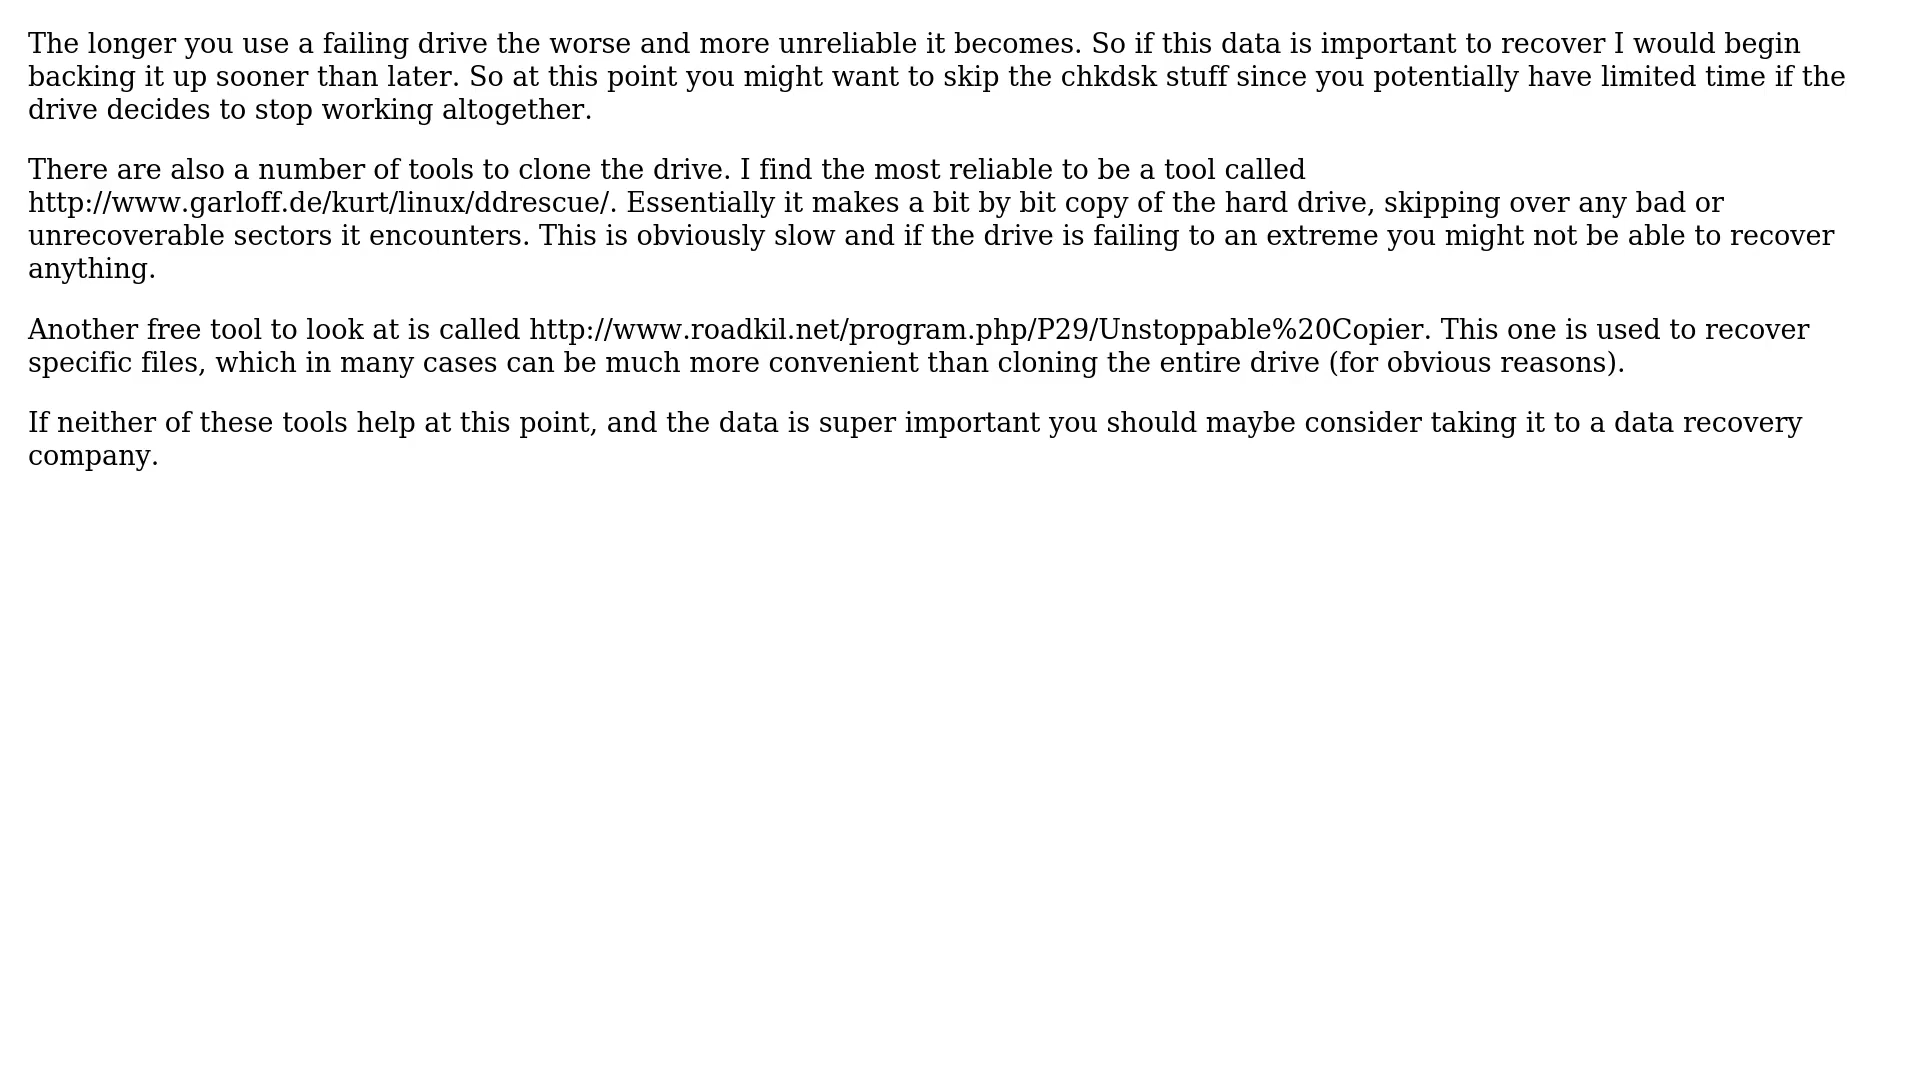 The longer you use a failing drive the worse and more unreliable it becomes. So if this data is important to recover I would begin
backing it up sooner than later. So at this point you might want to skip the chkdsk stuff since you potentially have limited time if the
drive decides to stop working altogether.
There are also a number of tools to clone the drive. I find the most reliable to be a tool called
http://www.garloff.de/kurt/linux/ddrescue/. Essentially it makes a bit by bit copy of the hard drive, skipping over any bad or
unrecoverable sectors it encounters. This is obviously slow and if the drive is failing to an extreme you might not be able to recover
anything.
Another free tool to look at is called http://www.roadkil.net/program.php/P29/Unstoppable%20Copier. This one is used to recover
specific files, which in many cases can be much more convenient than cloning the entire drive (for obvious reasons).
If neither of these tools help at this point, and the data is super important you should maybe consider taking it to a data recovery
company.